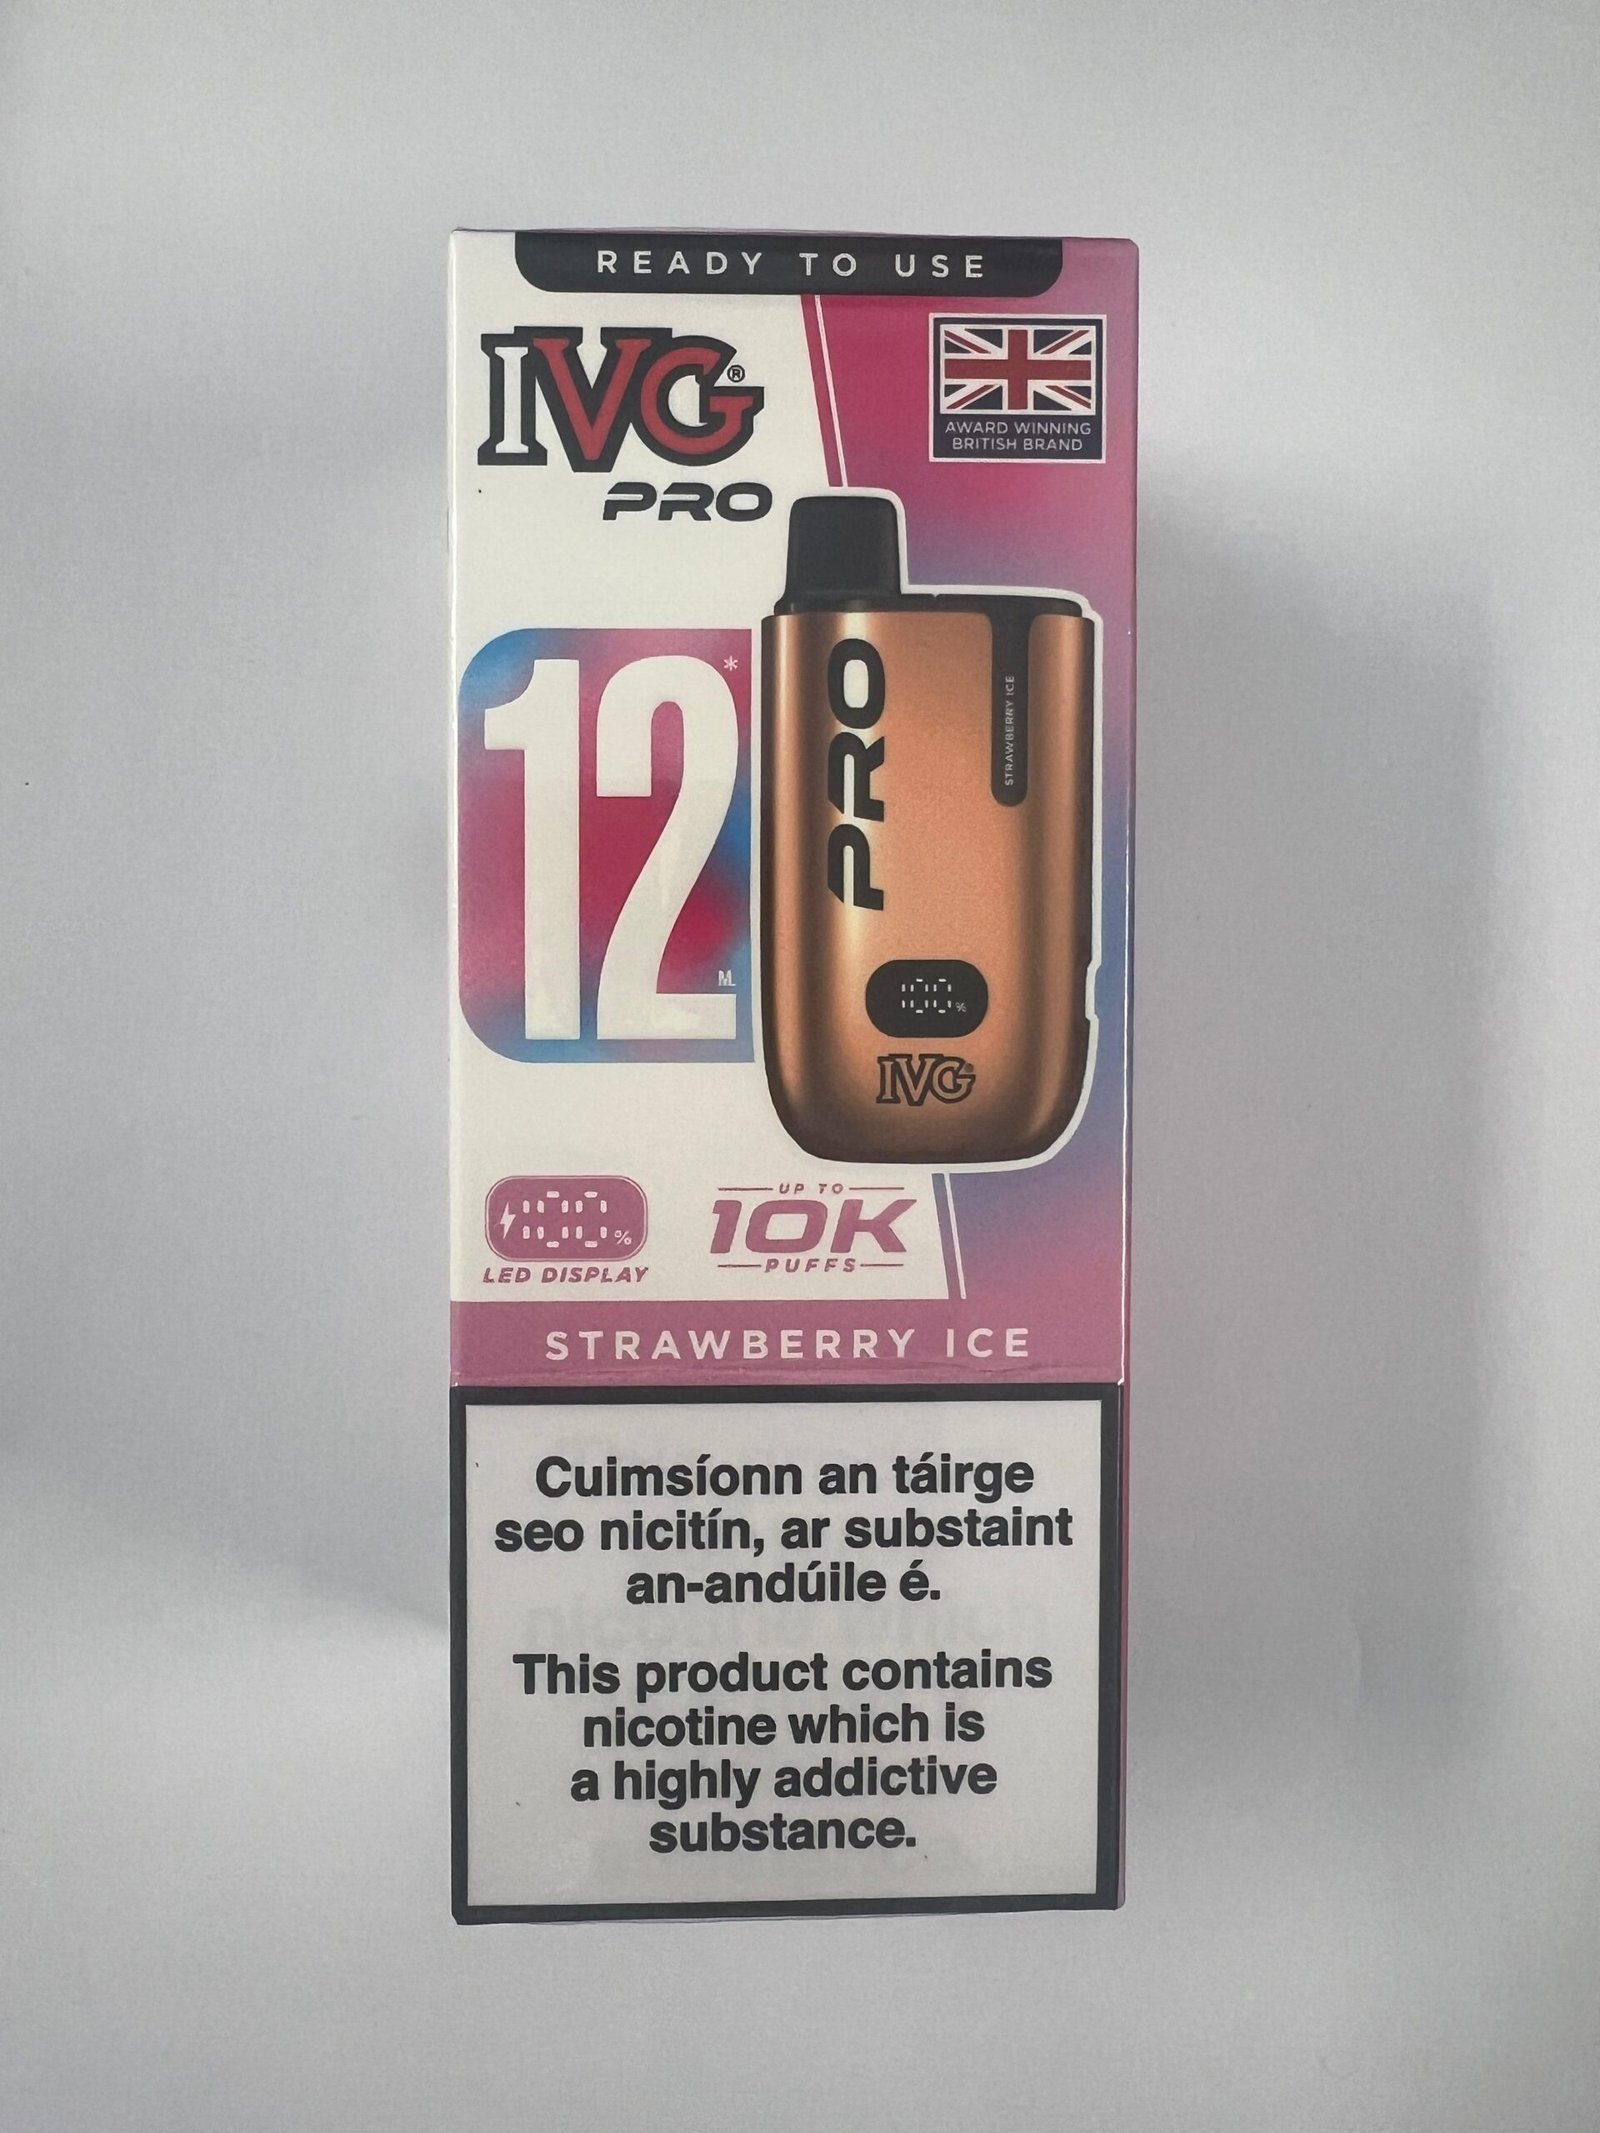 READY TO USE
IVG®
PRO
AWARD WINNING
BRITISH BRAND
12*
ML
PRO
STRAWBERRY ICE
100%
IVG
100%
LED DISPLAY
UP TO
10K
PUFFS
STRAWBERRY ICE
Cuimsíonn an táirge
seo nicitín, ar substaint
an-andúile é.
This product contains
nicotine which is
a highly addictive
substance.